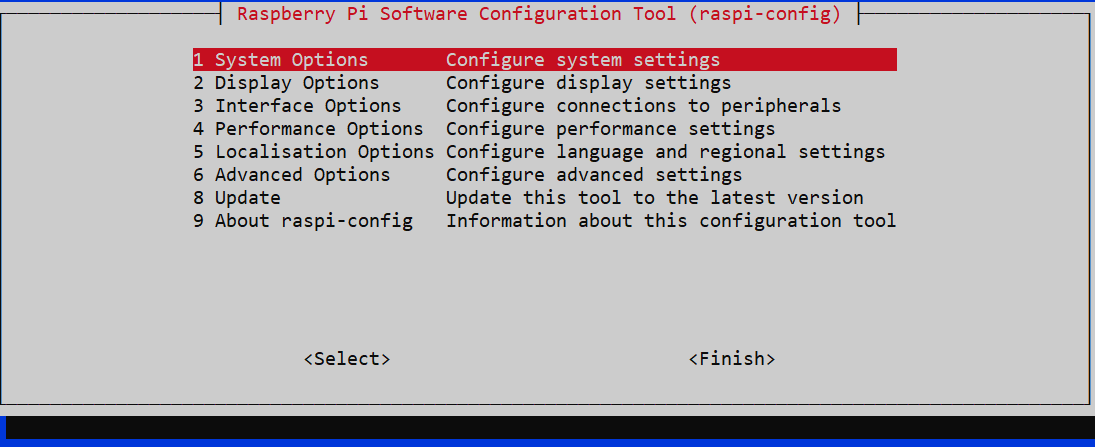 Raspberry Pi Software Configuration Tool (raspi-config)
1 System Options Configure system settings
2 Display Options Configure display settings
3 Interface Options Configure connections to peripherals
4 Performance Options Configure performance settings
5 Localisation Options Configure language and regional settings
6 Advanced Options Configure advanced settings
8 Update Update this tool to the latest version
9 About raspi-config Information about this configuration tool
<Select> <Finish>